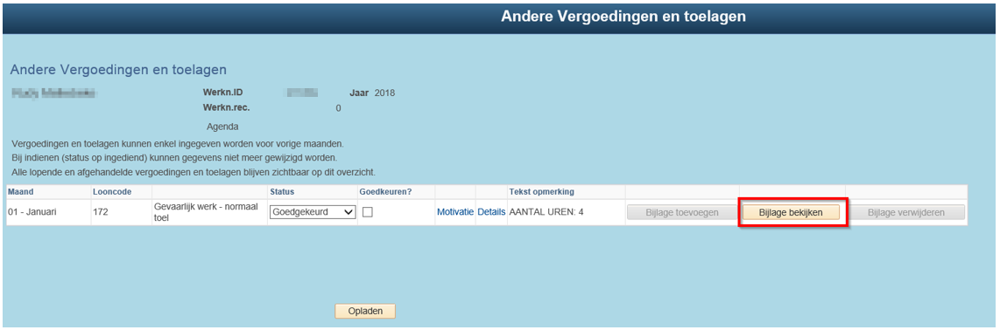 Andere Vergoedingen en toelagen
Andere Vergoedingen en toelagen
Werkn.ID Jaar 2018
Werkn.rec. 0
Agenda
Vergoedingen en toelagen kunnen enkel ingegeven worden voor vorige maanden.
Bij indienen (status op ingediend) kunnen gegevens niet meer gewijzigd worden.
Alle lopende en afgehandelde vergoedingen en toelagen blijven zichtbaar op dit overzicht.
Maand Looncode Status Goedkeuren? Tekst opmerking
01 - Januari 172 Gevaarlijk werk - normaal toel Goedgekeurd Motivatie Details AANTAL UREN: 4 Bijlage toevoegen Bijlage bekijken Bijlage verwijderen
Opladen